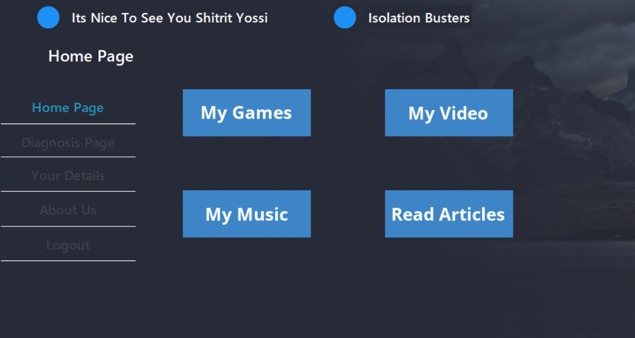 Its Nice To See You Shitrit Yossi
Isolation Busters
Home Page
Home Page
Diagnosis Page
Your Details
About Us
Logout
My Games
My Video
My Music
Read Articles